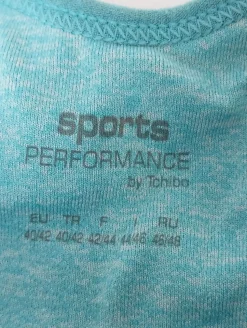 sports
PERFORMANCE
by Tchibo
EU TR F I RU
40/42 40/42 42/44 44/46 46/48